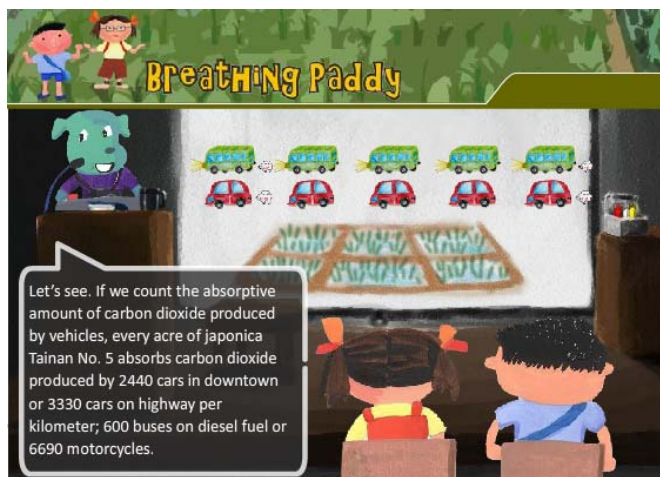 Breathing Paddy
Let's see. If we count the absorptive
amount of carbon dioxide produced
by vehicles, every acre of japonica
Tainan No. 5 absorbs carbon dioxide
produced by 2440 cars in downtown
or 3330 cars on highway per
kilometer; 600 buses on diesel fuel or
6690 motorcycles.